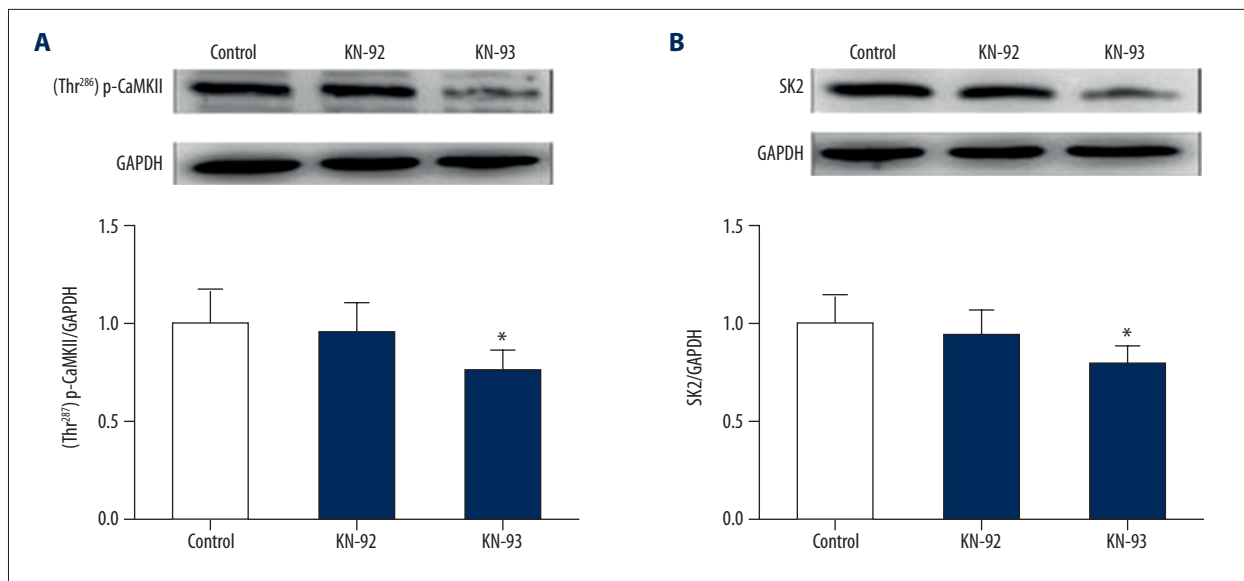 A
Control KN-92 KN-93
(Thr²⁸⁶) p-CaMKII
GAPDH
1.5
1.0
0.5
0.0
(Thr²⁸⁷) p-CaMKII/GAPDH
*
Control KN-92 KN-93
B
Control KN-92 KN-93
SK2
GAPDH
1.5
1.0
0.5
0.0
SK2/GAPDH
*
Control KN-92 KN-93